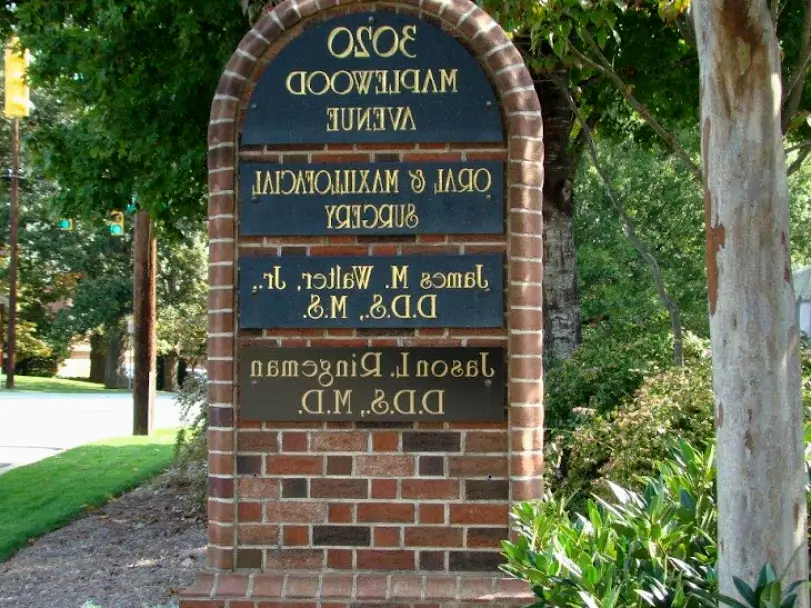 3020
MAPLEWOOD
AVENUE
ORAL & MAXILLOFACIAL
SURGERY
James M. Walter, Jr.,
D.D.S., M.S.
Jason L. Ringeman
D.D.S., M.D.